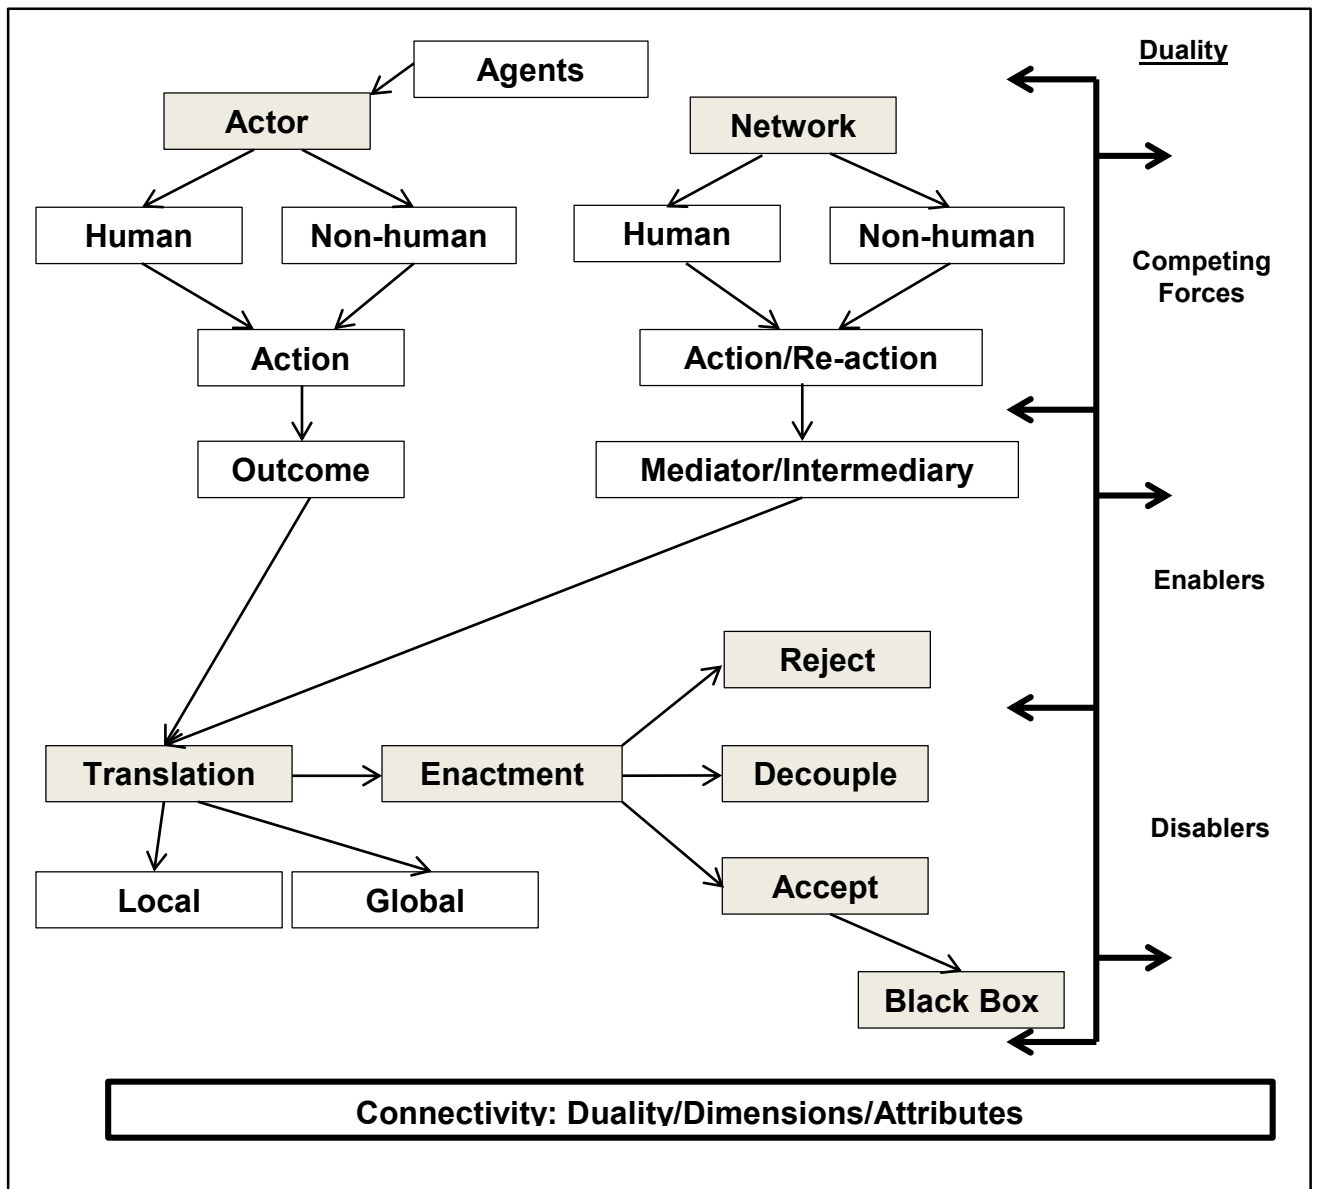 Duality
Agents
Actor
Network
Human
Non-human
Human
Non-human
Competing
Forces
Action
Action/Re-action
Outcome
Mediator/Intermediary
Enablers
Reject
Translation
Enactment
Decouple
Disablers
Local
Global
Accept
Black Box
Connectivity: Duality/Dimensions/Attributes